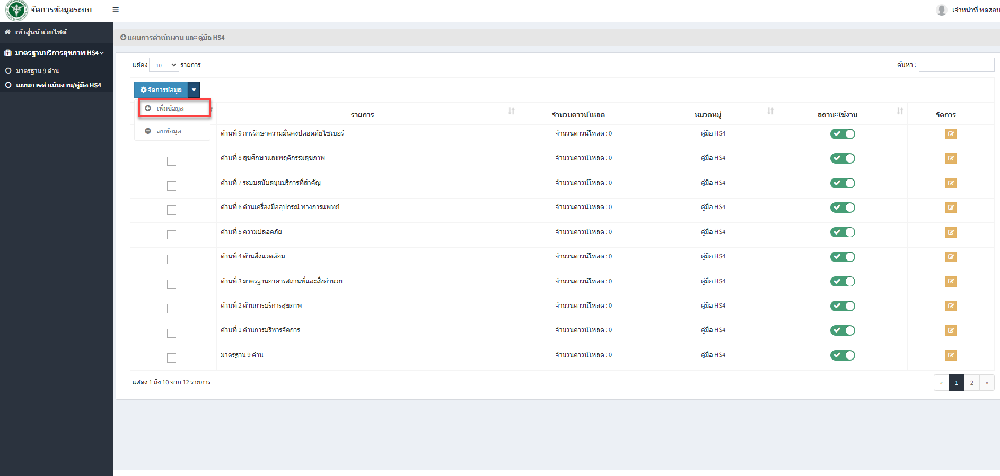 จัดการข้อมูลระบบ
เจ้าหน้าที่ ทดสอบ
เข้าสู่หน้าเว็บไซต์
แผนการดำเนินงาน และ คู่มือ HS4
มาตรฐานบริการสุขภาพ HS4
มาตรฐาน 9 ด้าน
แผนการดำเนินงาน/คู่มือ HS4
แสดง 10 รายการ
ค้นหา :
จัดการข้อมูล
เพิ่มข้อมูล
ลบข้อมูล
รายการ จำนวนดาวน์โหลด หมวดหมู่ สถานะใช้งาน จัดการ
ด้านที่ 9 การรักษาความมั่นคงปลอดภัยไซเบอร์ จำนวนดาวน์โหลด : 0 คู่มือ HS4
ด้านที่ 8 สุขศึกษาและพฤติกรรมสุขภาพ จำนวนดาวน์โหลด : 0 คู่มือ HS4
ด้านที่ 7 ระบบสนับสนุนบริการที่สำคัญ จำนวนดาวน์โหลด : 0 คู่มือ HS4
ด้านที่ 6 ด้านเครื่องมืออุปกรณ์ ทางการแพทย์ จำนวนดาวน์โหลด : 0 คู่มือ HS4
ด้านที่ 5 ความปลอดภัย จำนวนดาวน์โหลด : 0 คู่มือ HS4
ด้านที่ 4 ด้านสิ่งแวดล้อม จำนวนดาวน์โหลด : 0 คู่มือ HS4
ด้านที่ 3 มาตรฐานอาคารสถานที่และสิ่งอำนวย จำนวนดาวน์โหลด : 0 คู่มือ HS4
ด้านที่ 2 ด้านการบริการสุขภาพ จำนวนดาวน์โหลด : 0 คู่มือ HS4
ด้านที่ 1 ด้านการบริหารจัดการ จำนวนดาวน์โหลด : 0 คู่มือ HS4
มาตรฐาน 9 ด้าน จำนวนดาวน์โหลด : 0 คู่มือ HS4
แสดง 1 ถึง 10 จาก 12 รายการ
« 1 2 »